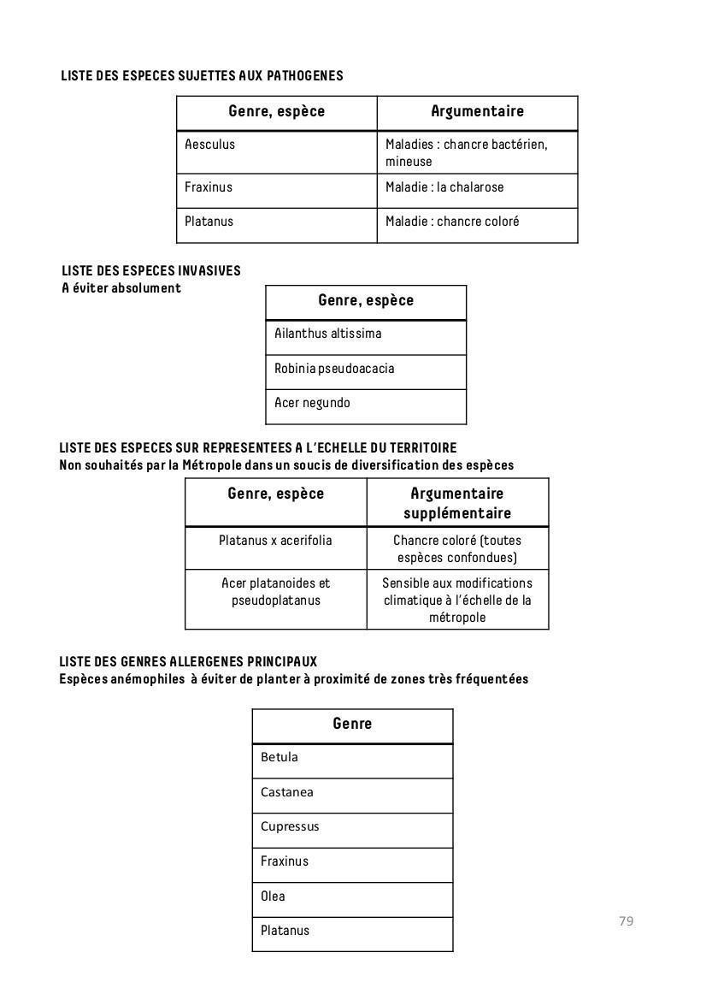 LISTE DES ESPECES SUJETTES AUX PATHOGENES
Genre, espèce
Argumentaire
Aesculus
Maladies : chancre bactérien,
mineuse
Fraxinus
Maladie : la chalarose
Platanus
Maladie : chancre coloré
LISTE DES ESPECES INVASIVES
A éviter absolument
Genre, espèce
Ailanthus altissima
Robinia pseudoacacia
Acer negundo
LISTE DES ESPECES SUR REPRESENTEES A L'ECHELLE DU TERRITOIRE
Non souhaités par la Métropole dans un soucis de diversification des espèces
Genre, espèce
Argumentaire
supplémentaire
Platanus x acerifolia
Chancre coloré (toutes
espèces confondues)
Acer platanoides et
pseudoplatanus
Sensible aux modifications
climatique à l'échelle de la
métropole
LISTE DES GENRES ALLERGENES PRINCIPAUX
Espèces anémophiles à éviter de planter à proximité de zones très fréquentées
Genre
Betula
Castanea
Cupressus
Fraxinus
Olea
Platanus
79